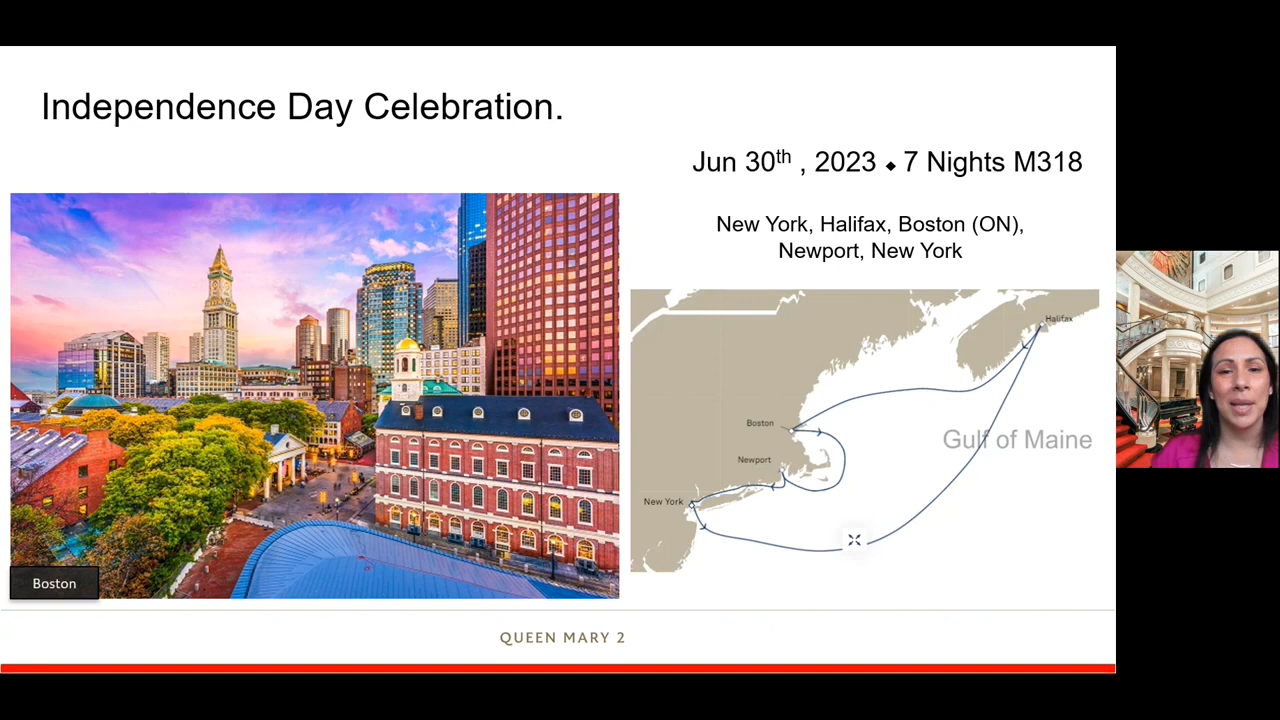 Independence Day Celebration.
Jun 30th , 2023 ⬥ 7 Nights M318
New York, Halifax, Boston (ON),
Newport, New York
Halifax
Boston
Gulf of Maine
Newport
New York
Boston
QUEEN MARY 2